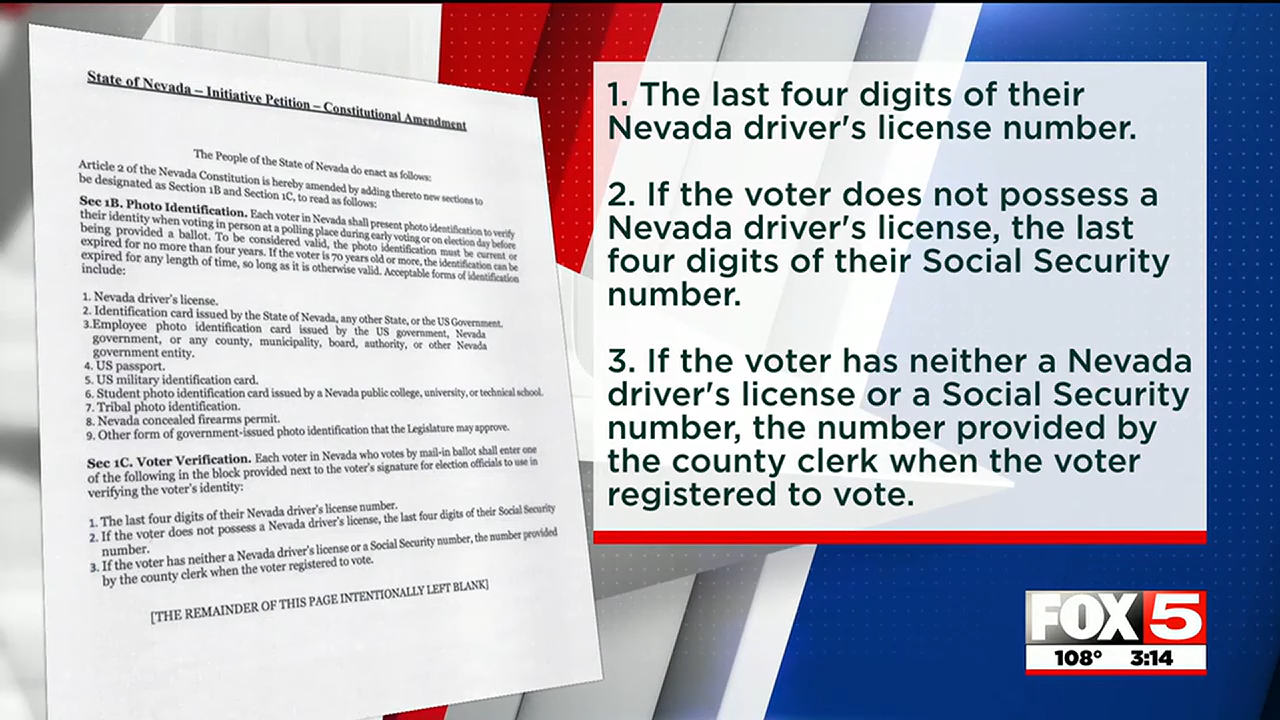 State of Nevada – Initiative Petition – Constitutional Amendment
The People of the State of Nevada do enact as follows:
Article 2 of the Nevada Constitution is hereby amended by adding thereto new sections to
be designated as Section 1B and Section 1C, to read as follows:
Sec 1B. Photo Identification. Each voter in Nevada shall present photo identification to verify
their identity when voting in person at a polling place during early voting or on election day before
being provided a ballot. To be considered valid, the photo identification must be current or
expired for no more than four years. If the voter is 70 years old or more, the identification can be
expired for any length of time, so long as it is otherwise valid. Acceptable forms of identification
include:
1. Nevada driver's license.
2. Identification card issued by the State of Nevada, any other State, or the US Government.
3.Employee photo identification card issued by the US government, Nevada
government, or any county, municipality, board, authority, or other Nevada
government entity.
4. US passport.
5. US military identification card.
6. Student photo identification card issued by a Nevada public college, university, or technical school.
7. Tribal photo identification.
8. Nevada concealed firearms permit.
9. Other form of government-issued photo identification that the Legislature may approve.
Sec 1C. Voter Verification. Each voter in Nevada who votes by mail-in ballot shall enter one
of the following in the block provided next to the voter's signature for election officials to use in
verifying the voter's identity:
1. The last four digits of their Nevada driver's license number.
2. If the voter does not possess a Nevada driver's license, the last four digits of their Social Security
number.
3. If the voter has neither a Nevada driver's license or a Social Security number, the number provided
by the county clerk when the voter registered to vote.
[THE REMAINDER OF THIS PAGE INTENTIONALLY LEFT BLANK]
1. The last four digits of their
Nevada driver's license number.
2. If the voter does not possess a
Nevada driver's license, the last
four digits of their Social Security
number.
3. If the voter has neither a Nevada
driver's license or a Social Security
number, the number provided by
the county clerk when the voter
registered to vote.
FOX 5
108° 3:14